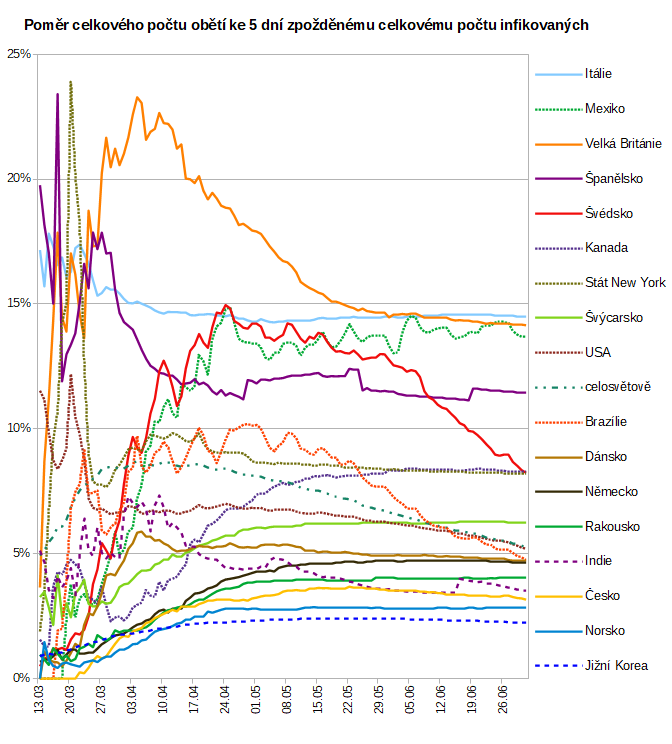 Poměr celkového počtu obětí ke 5 dní zpožděnému celkovému počtu infikovaných
25%
20%
15%
10%
5%
0%
13.03
20.03
27.03
03.04
10.04
17.04
24.04
01.05
08.05
15.05
22.05
29.05
05.06
12.06
19.06
26.06
Itálie
Mexiko
Velká Británie
Španělsko
Švédsko
Kanada
Stát New York
Švýcarsko
USA
celosvětově
Brazílie
Dánsko
Německo
Rakousko
Indie
Česko
Norsko
Jižní Korea